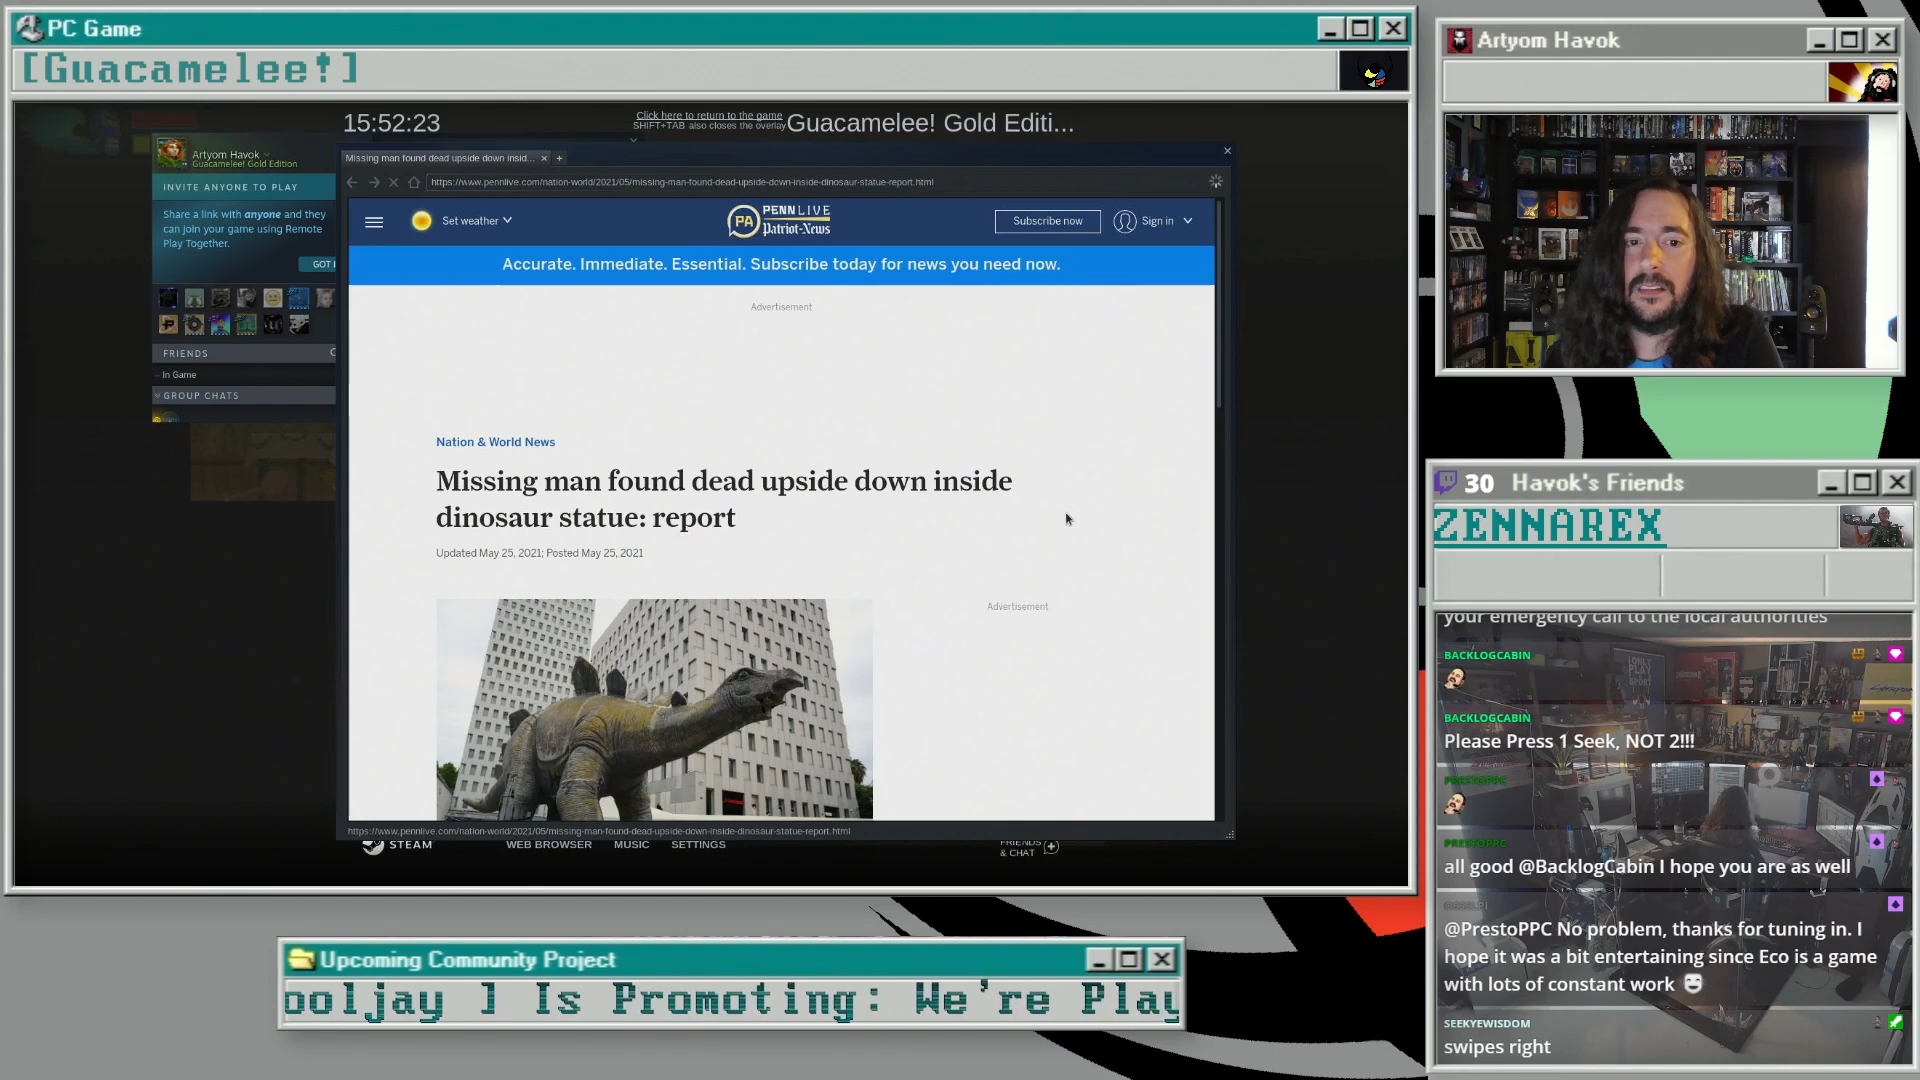 PC Game
[Guacamelee!]
15:52:23
Click here to return to the game
SHIFT+TAB also closes the overlay
Guacamelee! Gold Editi...
Artyom Havok
Guacamelee! Gold Edition
INVITE ANYONE TO PLAY
Share a link with anyone and they
can join your game using Remote
Play Together.
GOT I
FRIENDS
In Game
GROUP CHATS
Missing man found dead upside down insid...
https://www.pennlive.com/nation-world/2021/05/missing-man-found-dead-upside-down-inside-dinosaur-statue-report.html
Set weather
PA
PENN LIVE
Patriot-News
Subscribe now
Sign in
Accurate. Immediate. Essential. Subscribe today for news you need now.
Advertisement
Nation & World News
Missing man found dead upside down inside
dinosaur statue: report
Updated May 25, 2021; Posted May 25, 2021
Advertisement
https://www.pennlive.com/nation-world/2021/05/missing-man-found-dead-upside-down-inside-dinosaur-statue-report.html
STEAM
WEB BROWSER
MUSIC
SETTINGS
FRIENDS
& CHAT
Artyom Havok
30 Havok's Friends
ZENNAREX
your emergency call to the local authorities
BACKLOGCABIN
BACKLOGCABIN
Please Press 1 Seek, NOT 2!!!
PRESTOPPC
PRESTOPPC
all good @BacklogCabin I hope you are as well
@PrestoPPC No problem, thanks for tuning in. I
hope it was a bit entertaining since Eco is a game
with lots of constant work
SEEKYEWISDOM
swipes right
Upcoming Community Project
ooljay ] Is Promoting: We're Play